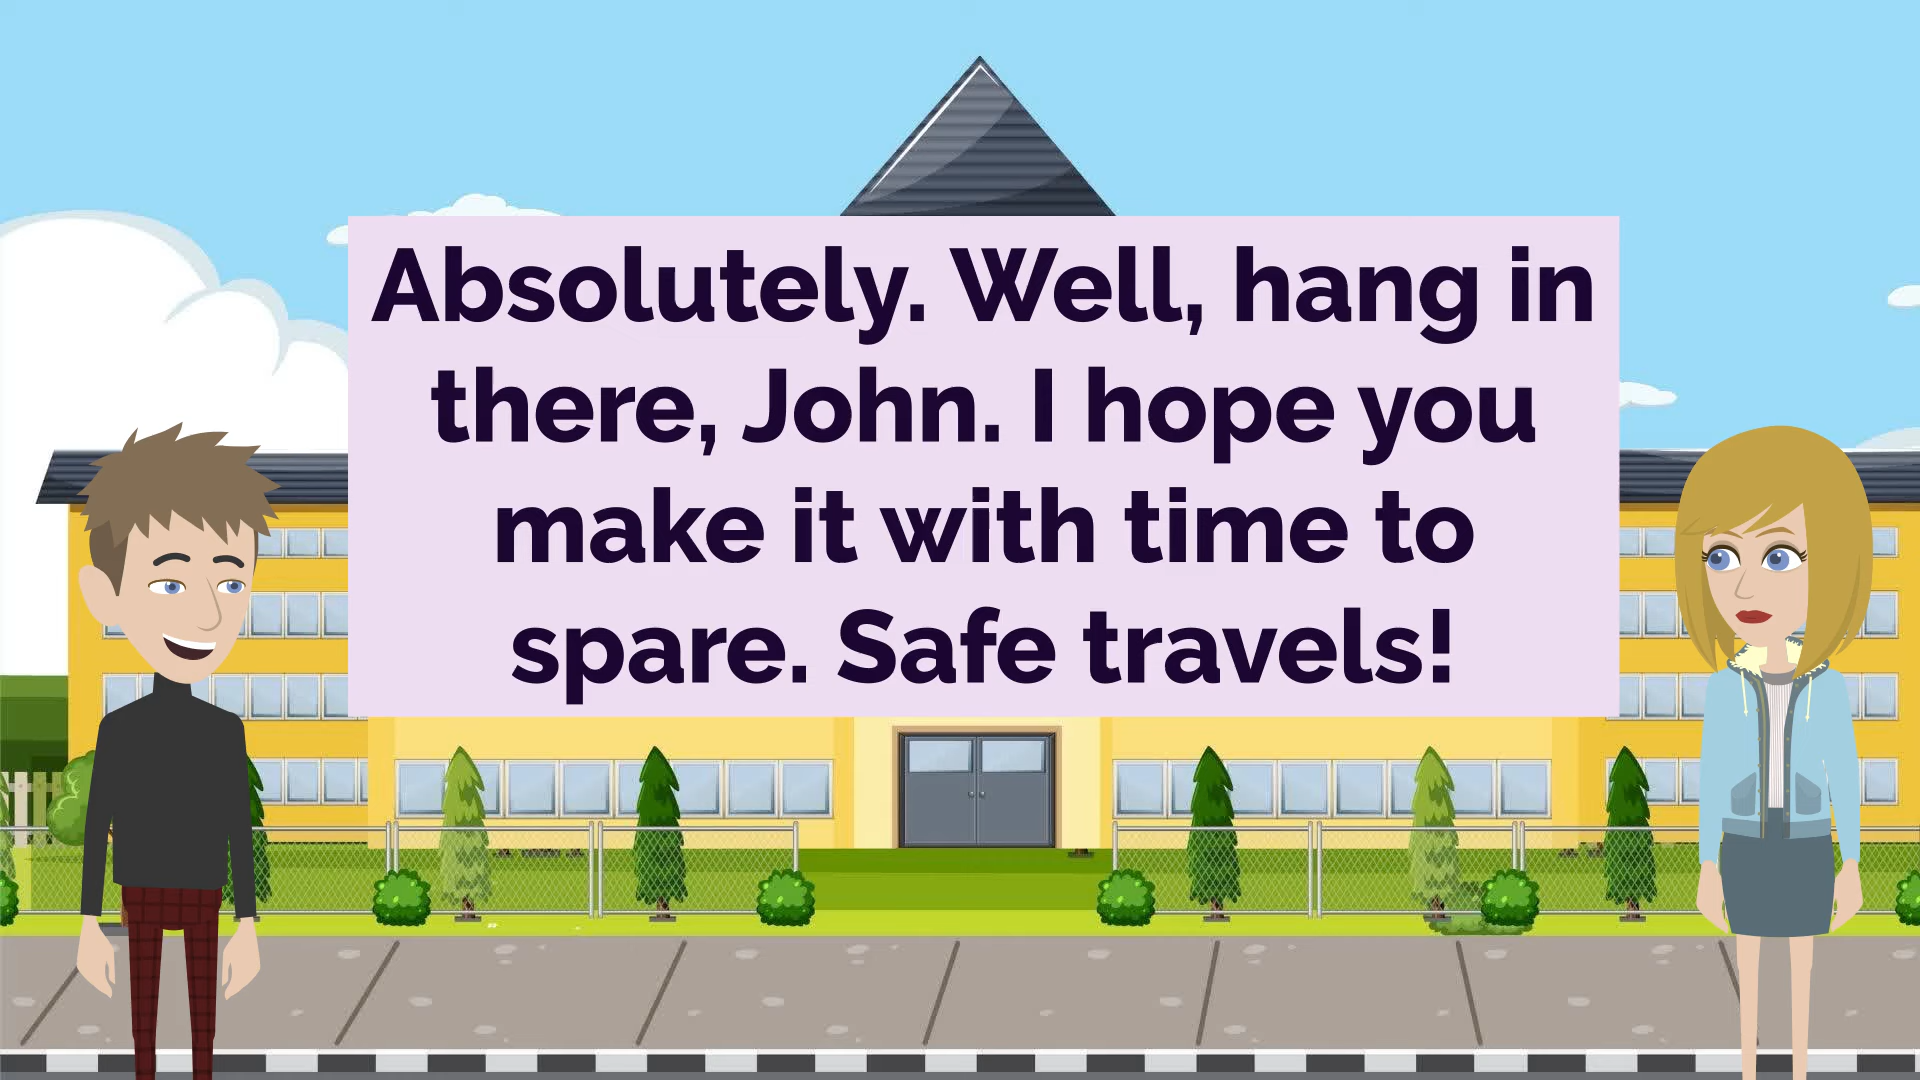 Absolutely. Well, hang in
there, John. I hope you
make it with time to
spare. Safe travels!